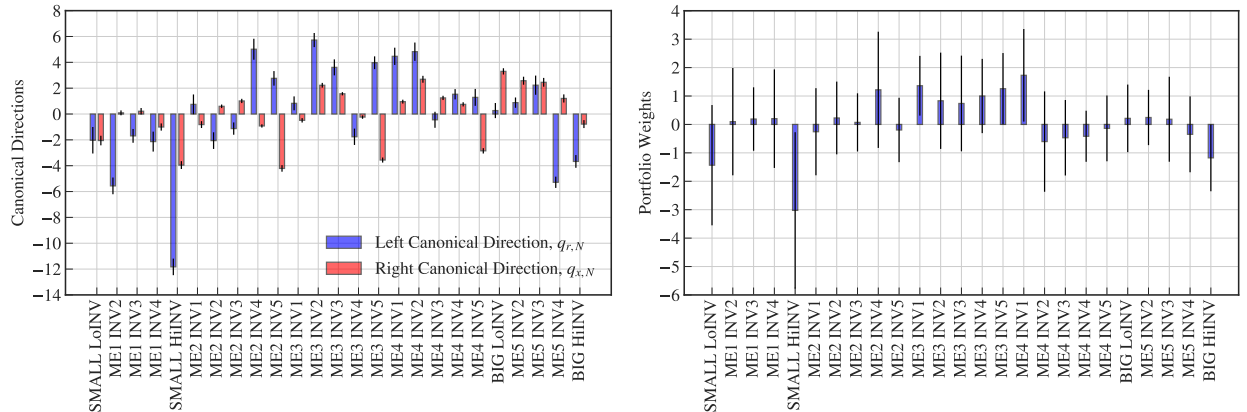 8
6
4
2
0
−2
−4
−6
−8
−10
−12
−14
Canonical Directions
Left Canonical Direction, q_{r,N}
Right Canonical Direction, q_{x,N}
SMALL LoINV
ME1 INV2
ME1 INV3
ME1 INV4
SMALL HiINV
ME2 INV1
ME2 INV2
ME2 INV3
ME2 INV4
ME2 INV5
ME3 INV1
ME3 INV2
ME3 INV3
ME3 INV4
ME3 INV5
ME4 INV1
ME4 INV2
ME4 INV3
ME4 INV4
ME4 INV5
BIG LoINV
ME5 INV2
ME5 INV3
ME5 INV4
BIG HiINV
4
3
2
1
0
−1
−2
−3
−4
−5
−6
Portfolio Weights
SMALL LoINV
ME1 INV2
ME1 INV3
ME1 INV4
SMALL HiINV
ME2 INV1
ME2 INV2
ME2 INV3
ME2 INV4
ME2 INV5
ME3 INV1
ME3 INV2
ME3 INV3
ME3 INV4
ME3 INV5
ME4 INV1
ME4 INV2
ME4 INV3
ME4 INV4
ME4 INV5
BIG LoINV
ME5 INV2
ME5 INV3
ME5 INV4
BIG HiINV